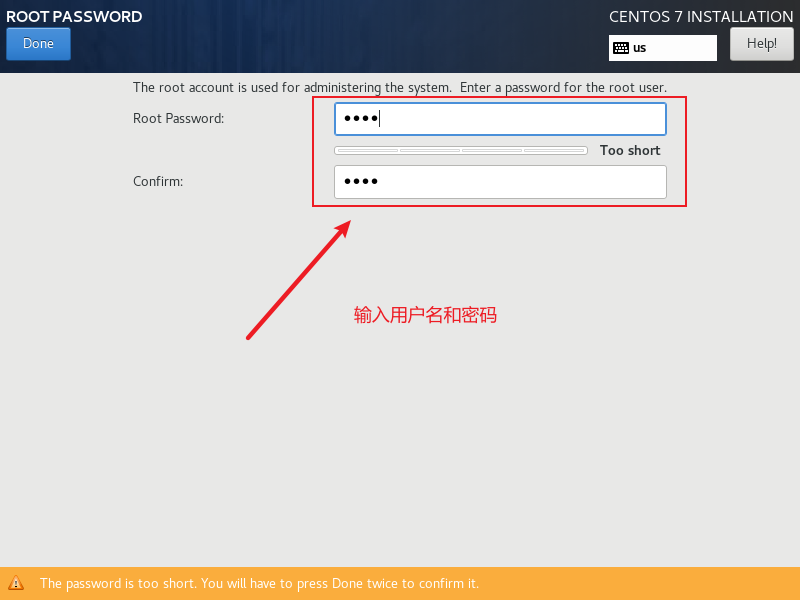 ROOT PASSWORD
CENTOS 7 INSTALLATION
Done
us
Help!
The root account is used for administering the system.  Enter a password for the root user.
Root Password:
••••
Too short
Confirm:
••••
输入用户名和密码
The password is too short. You will have to press Done twice to confirm it.